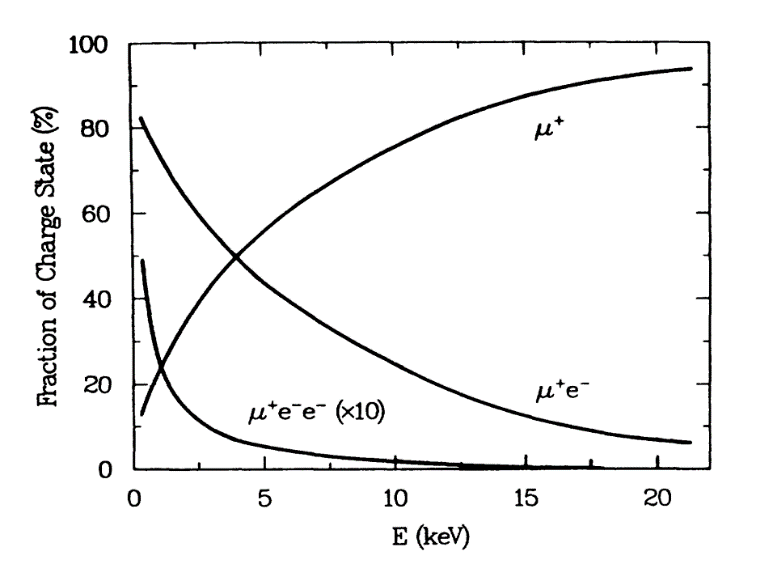 100
80
60
40
20
0
Fraction of Charge State (%)
μ⁺
μ⁺e⁻
μ⁺e⁻e⁻ (×10)
0 5 10 15 20
E (keV)